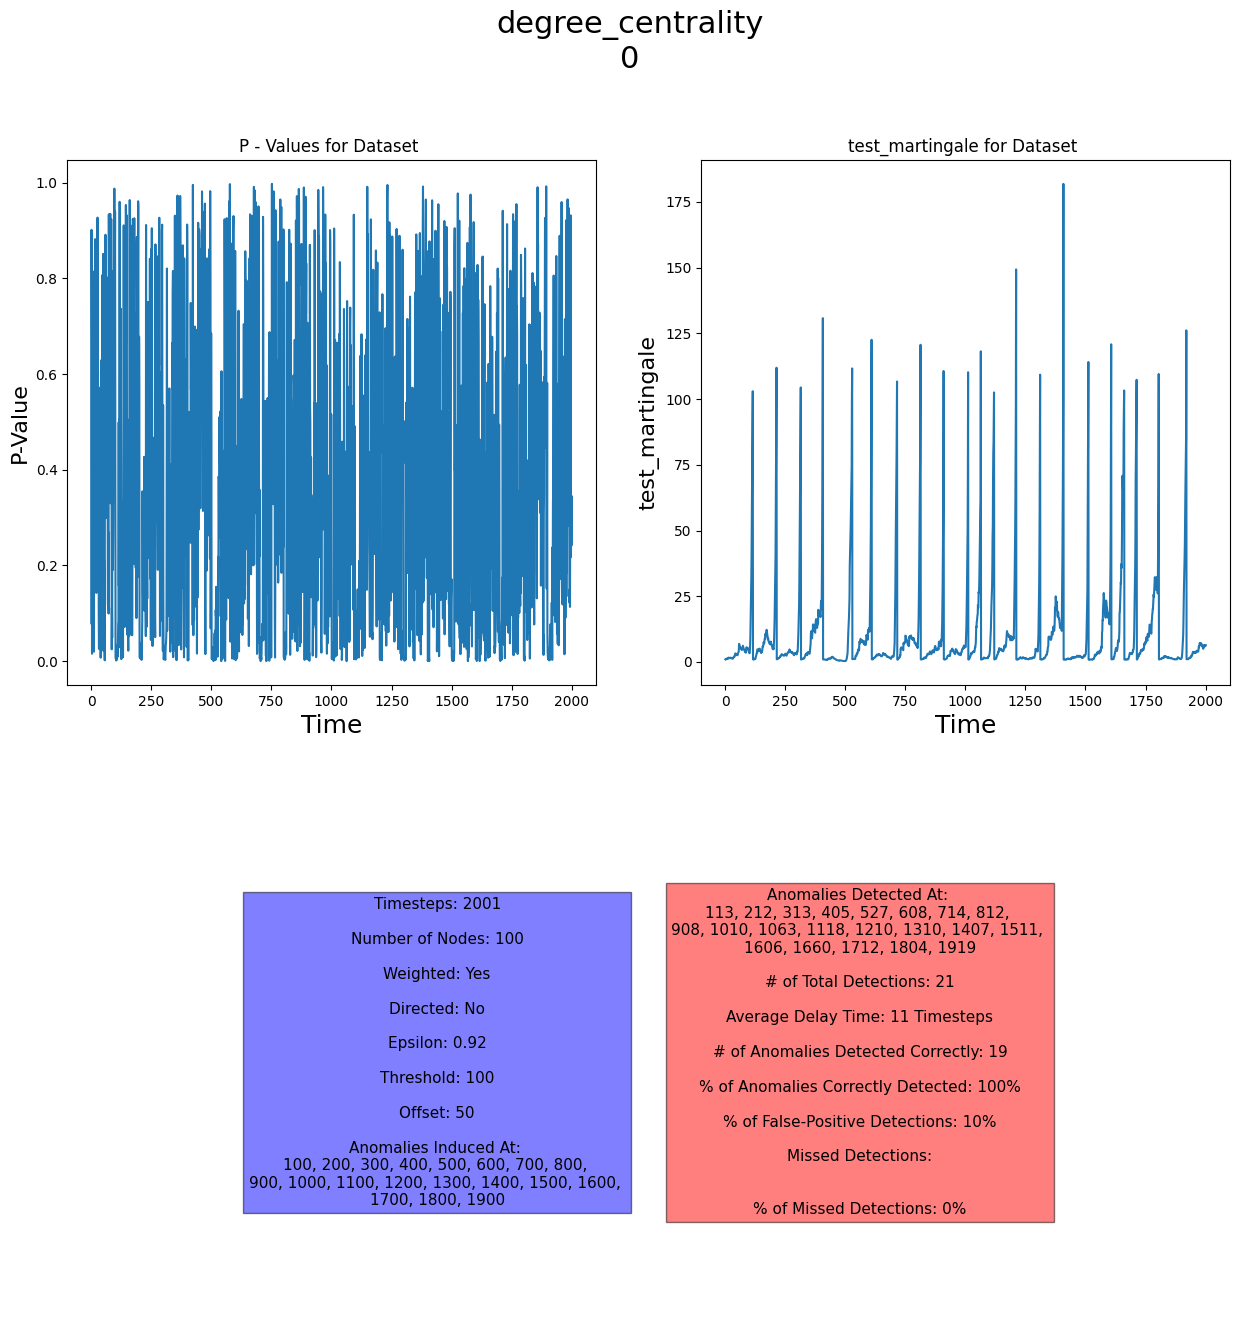 degree_centrality
0
P - Values for Dataset
1.0
0.8
0.6
0.4
0.2
0.0
P-Value
0 250 500 750 1000 1250 1500 1750 2000
Time
test_martingale for Dataset
175
150
125
100
75
50
25
0
test_martingale
0 250 500 750 1000 1250 1500 1750 2000
Time
Timesteps: 2001
Number of Nodes: 100
Weighted: Yes
Directed: No
Epsilon: 0.92
Threshold: 100
Offset: 50
Anomalies Induced At:
100, 200, 300, 400, 500, 600, 700, 800,
900, 1000, 1100, 1200, 1300, 1400, 1500, 1600,
1700, 1800, 1900
Anomalies Detected At:
113, 212, 313, 405, 527, 608, 714, 812,
908, 1010, 1063, 1118, 1210, 1310, 1407, 1511,
1606, 1660, 1712, 1804, 1919
# of Total Detections: 21
Average Delay Time: 11 Timesteps
# of Anomalies Detected Correctly: 19
% of Anomalies Correctly Detected: 100%
% of False-Positive Detections: 10%
Missed Detections:
% of Missed Detections: 0%